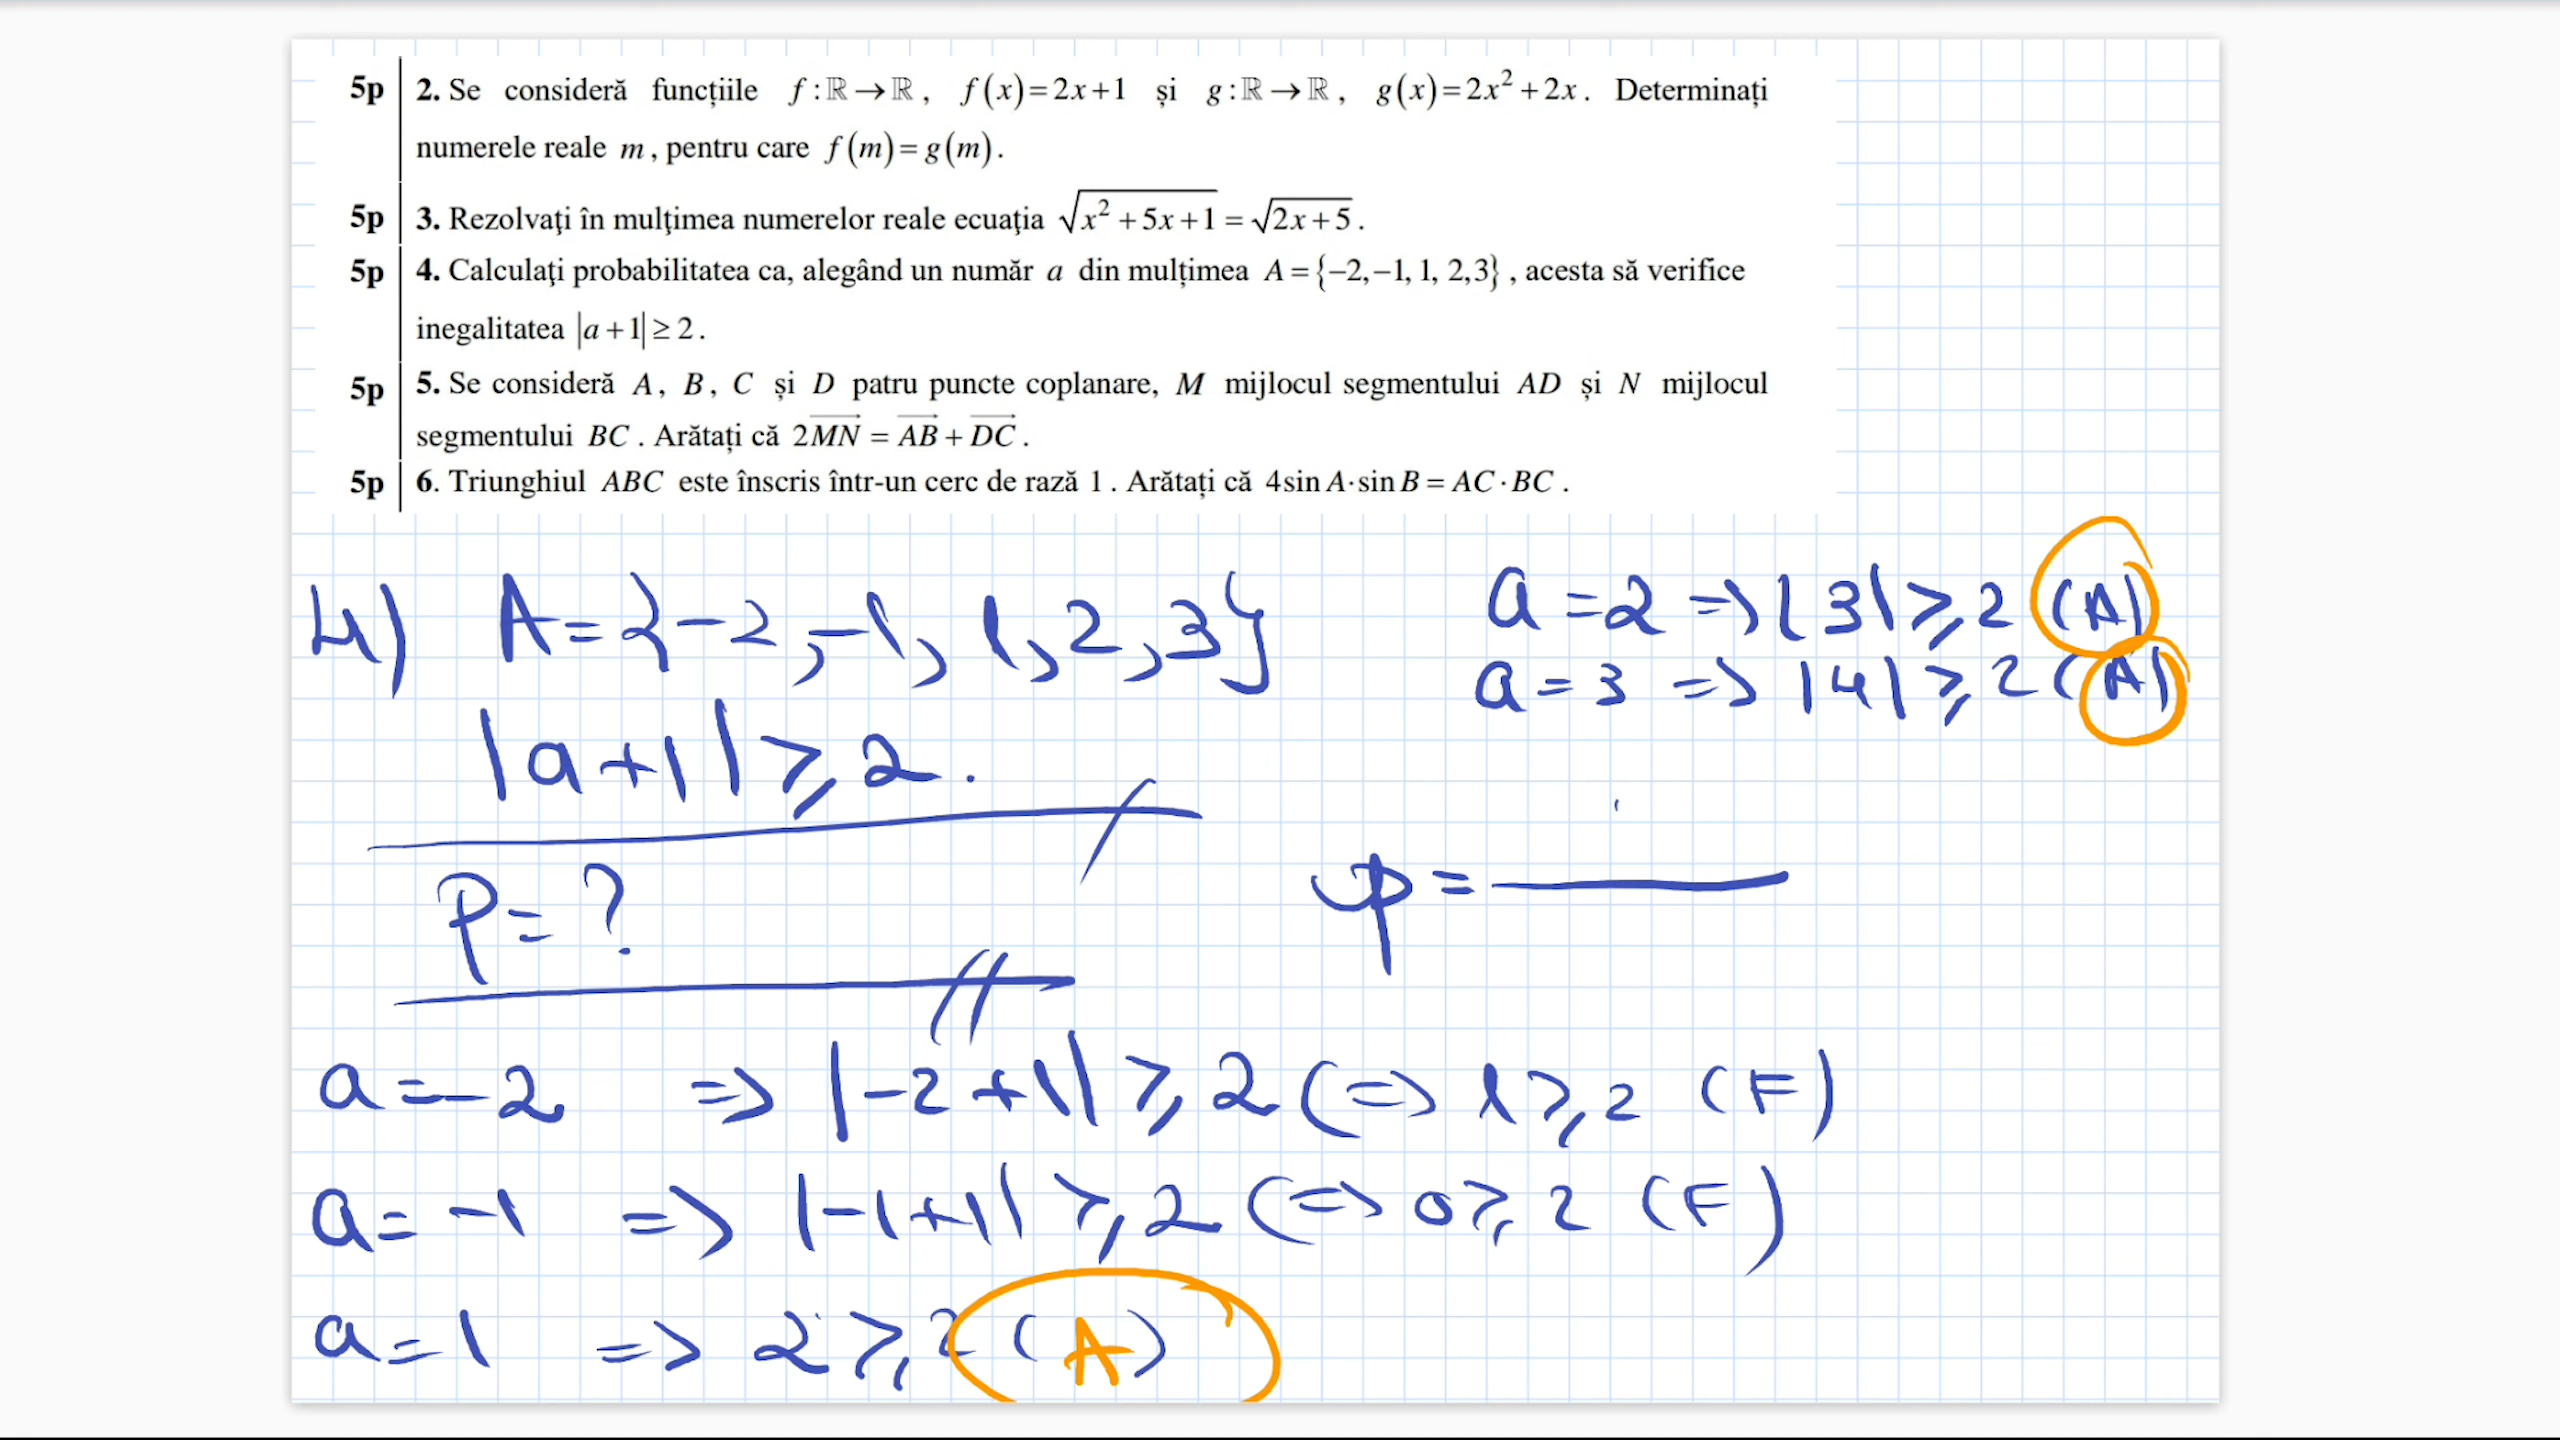 5p 2. Se consideră funcțiile f : ℝ → ℝ, f(x) = 2x + 1 și g : ℝ → ℝ, g(x) = 2x² + 2x. Determinați
numerele reale m, pentru care f(m) = g(m).
5p 3. Rezolvați în mulțimea numerelor reale ecuația √(x² + 5x + 1) = √(2x + 5).
5p 4. Calculați probabilitatea ca, alegând un număr a din mulțimea A = {−2, −1, 1, 2, 3}, acesta să verifice
inegalitatea |a + 1| ≥ 2.
5p 5. Se consideră A, B, C și D patru puncte coplanare, M mijlocul segmentului AD și N mijlocul
segmentului BC. Arătați că 2MN⃗ = AB⃗ + DC⃗.
5p 6. Triunghiul ABC este înscris într-un cerc de rază 1. Arătați că 4sin A · sin B = AC · BC.
4) A = {−2, −1, 1, 2, 3}
|a+1| ≥ 2.
P = ?
a = 2 => |3| ≥ 2 (A)
a = 3 => |4| ≥ 2 (A)
p =
a = −2 => |−2+1| ≥ 2 (=> 1 ≥ 2 (F)
a = −1 => |−1+1| ≥ 2 (=> 0 ≥ 2 (F)
a = 1 => 2 ≥ 2 (A)